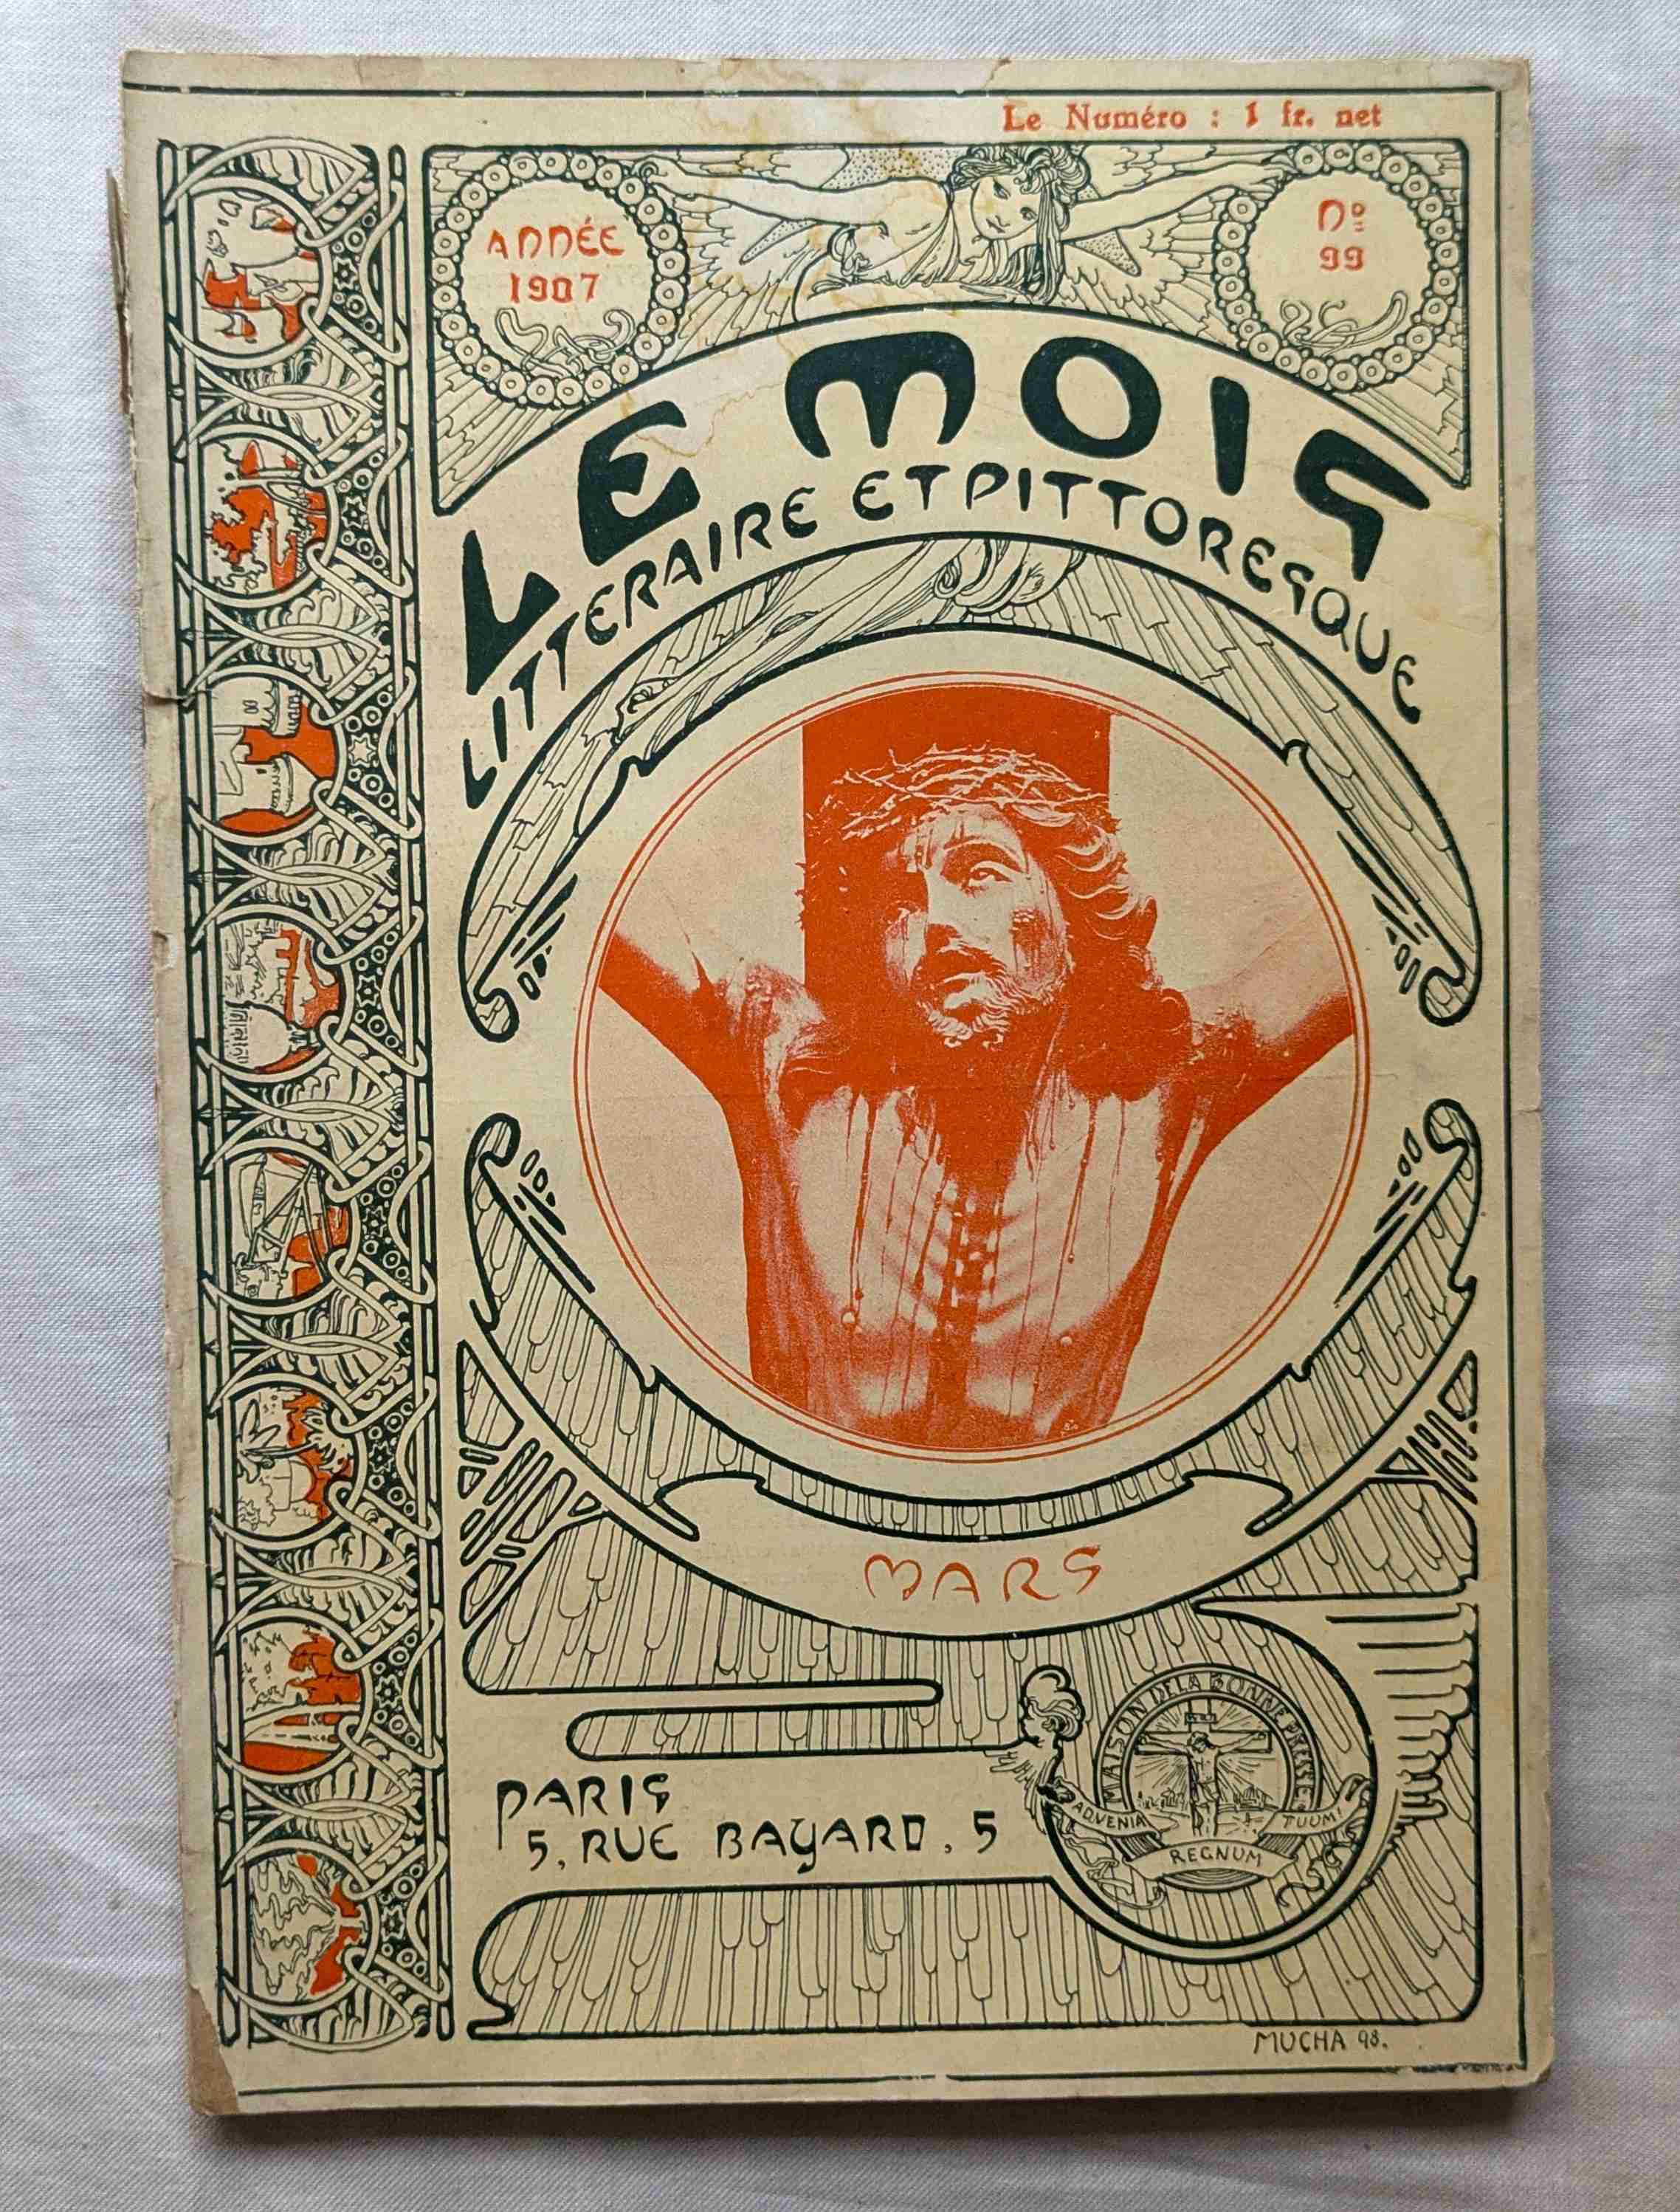 Le Numéro : 1 fr. net
ANNÉE
1907
Nº
99
LE MOIS
LITTERAIRE ET PITTORESQUE
MARS
MAISON DE LA BONNE PRESSE
ADVENIAT
REGNUM
TUUM!
PARIS
5, RUE BAYARD, 5
MUCHA 98.